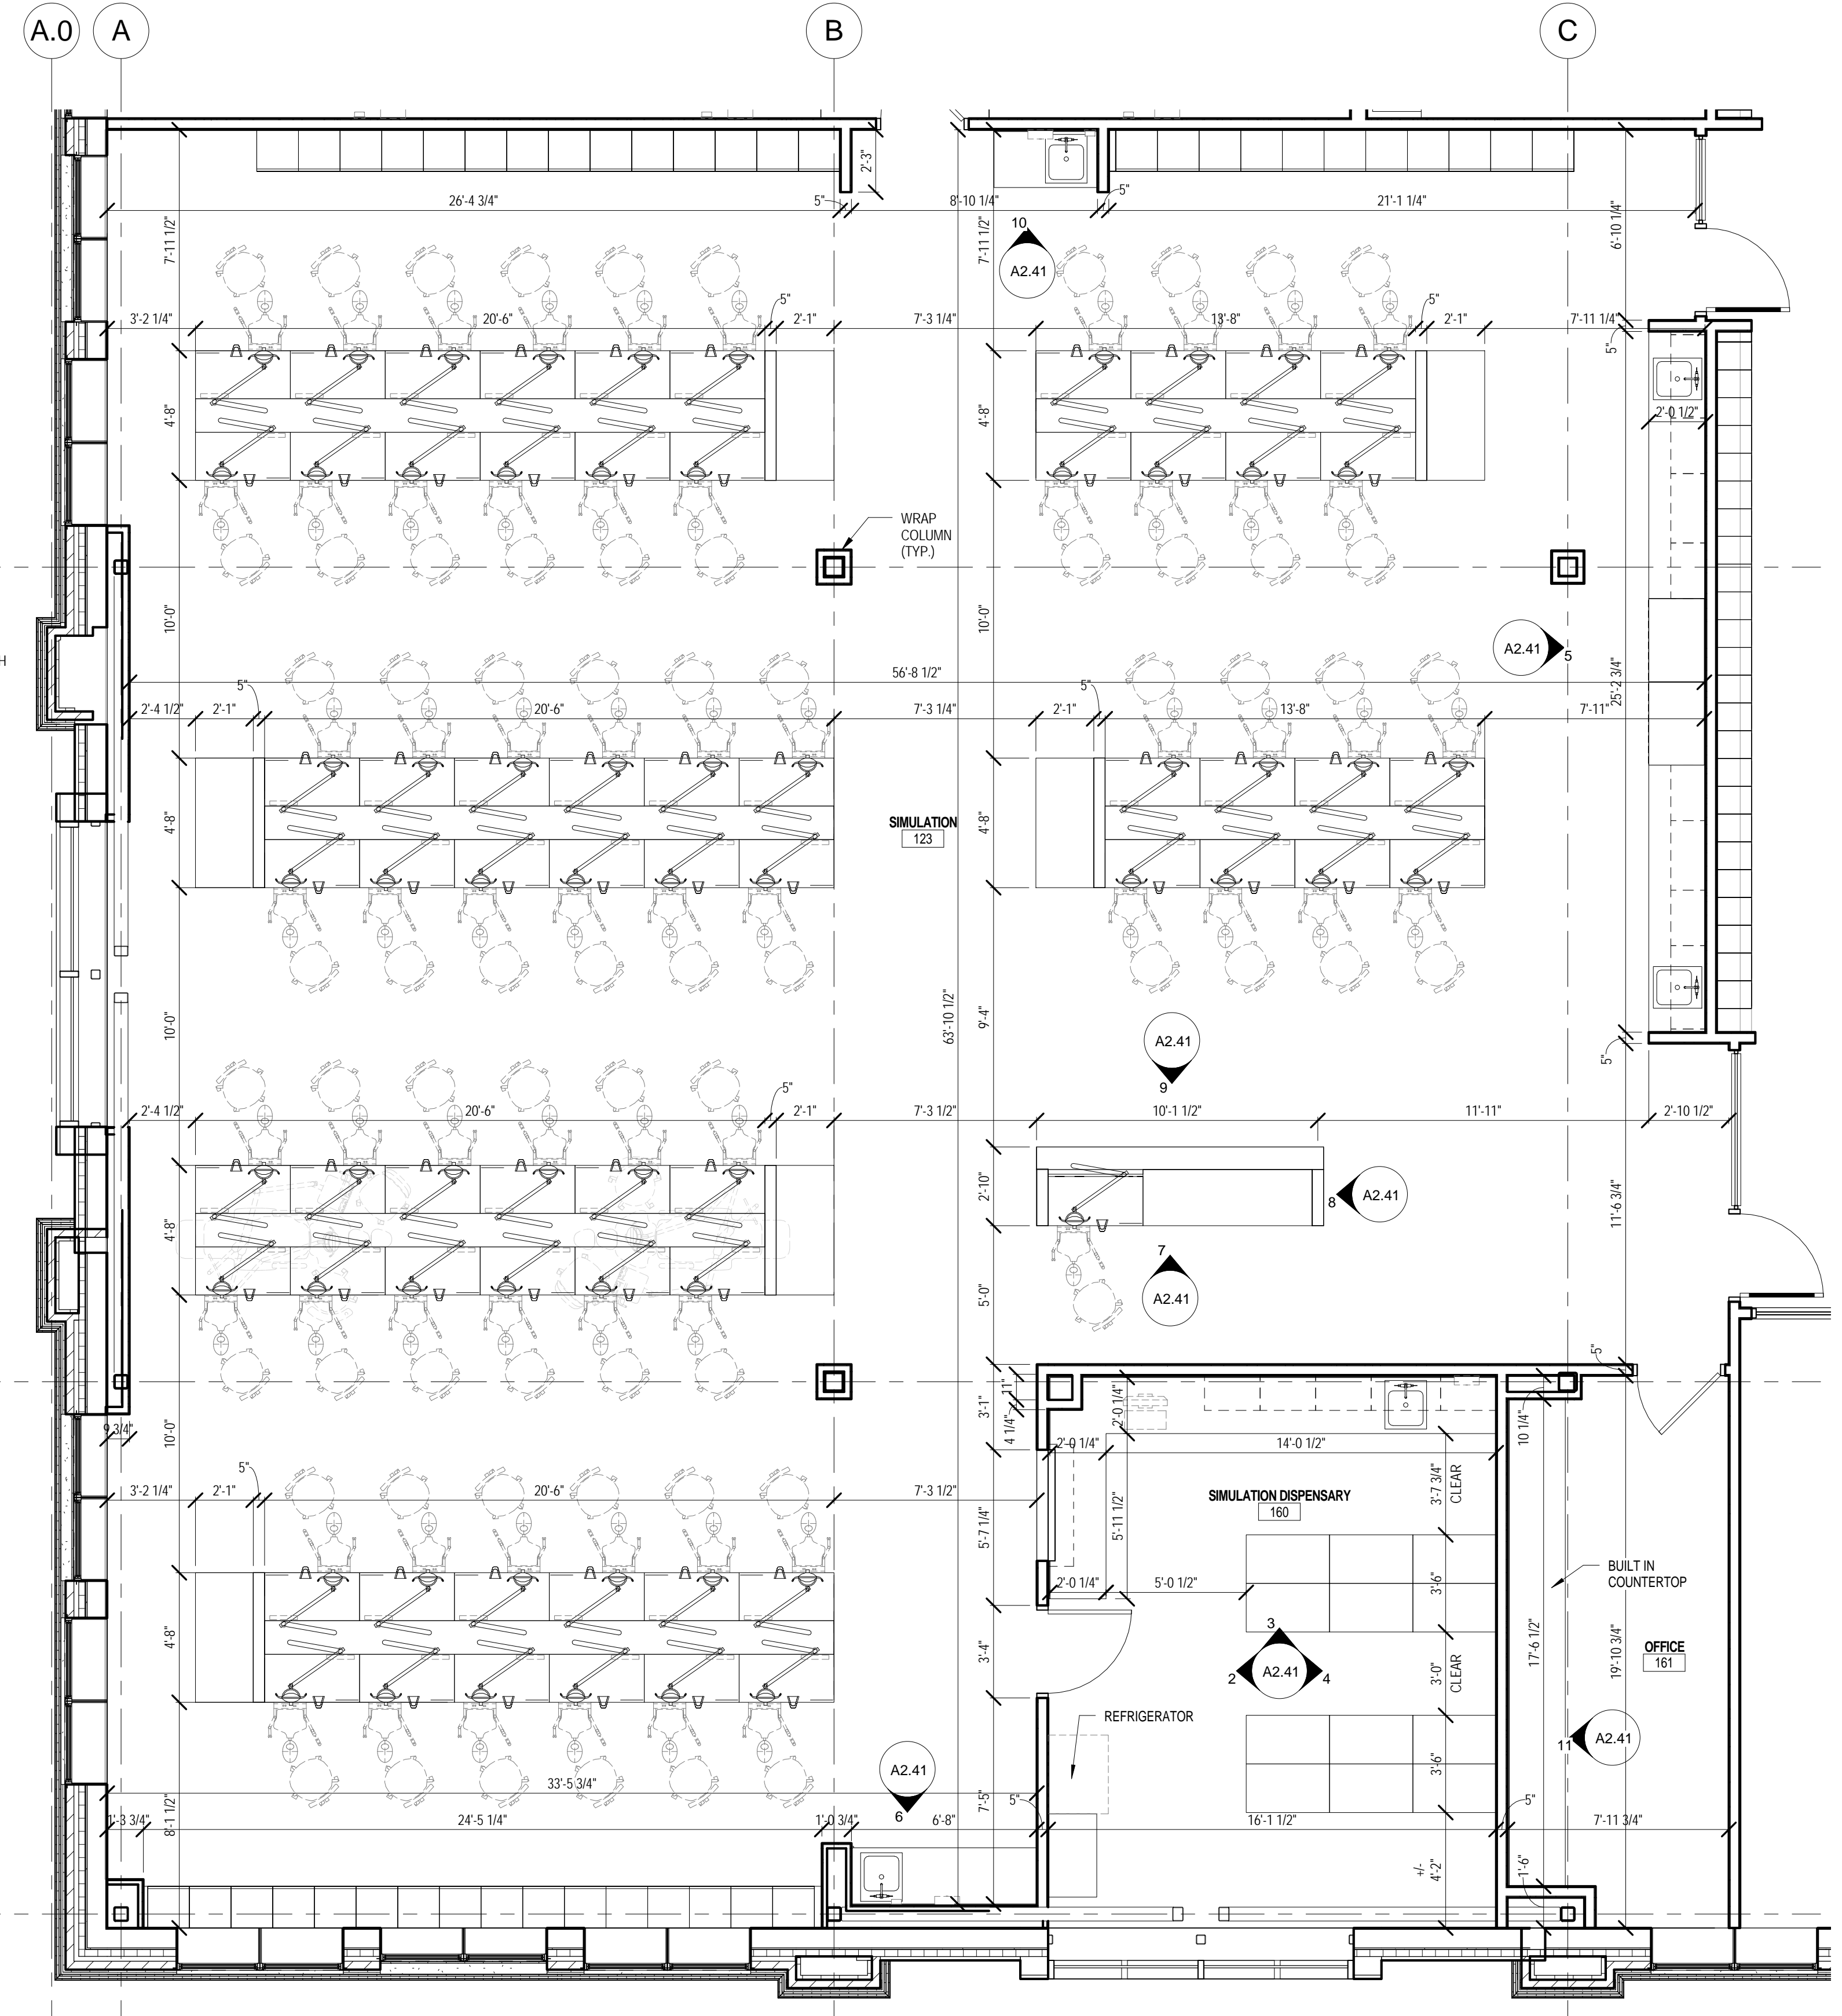 A.0 A B C
2'-3"
26'-4 3/4" 5" 8'-10 1/4" 5" 21'-1 1/4"
7'-11 1/2" 7'-11 1/2" 6'-10 1/4"
10
A2.41
3'-2 1/4" 20'-6" 5" 2'-1" 7'-3 1/4" 13'-8" 5" 2'-1" 7'-11 1/4"
5"
4'-8" 4'-8" 2'-0 1/2"
WRAP
COLUMN
(TYP.)
10'-0" 10'-0"
H
A2.41
5
56'-8 1/2"
25'-2 3/4"
5" 5"
2'-4 1/2" 2'-1" 20'-6" 7'-3 1/4" 2'-1" 13'-8" 7'-11"
4'-8" 4'-8"
SIMULATION
123
10'-0" 63'-10 1/2" 9'-4"
A2.41
9
5"
5"
2'-4 1/2" 20'-6" 2'-1" 7'-3 1/2" 10'-1 1/2" 11'-11" 2'-10 1/2"
2'-10"
8
A2.41
11'-6 3/4"
4'-8"
7
A2.41
5'-0"
5"
11"
3'-1" 2'-0 1/4"
4 1/4"
10 1/4"
9 3/4" 10'-0"
2'-0 1/4" 14'-0 1/2"
5"
3'-7 3/4"
CLEAR
3'-2 1/4" 2'-1" 20'-6" 7'-3 1/2"
SIMULATION DISPENSARY
160
5'-7 1/4" 5'-11 1/2"
BUILT IN
COUNTERTOP
2'-0 1/4" 5'-0 1/2" 3'-6"
4'-8" 3'-4"
3
2 A2.41 4
3'-0"
CLEAR
17'-6 1/2" 19'-10 3/4"
OFFICE
161
REFRIGERATOR
11
A2.41
A2.41
6
33'-5 3/4"
3'-6"
8'-1 1/2" 7'-5"
1'-3 3/4" 24'-5 1/4" 1'-0 3/4" 6'-8" 5" 16'-1 1/2" 5" 7'-11 3/4"
+/-
4'-2"
1'-6"